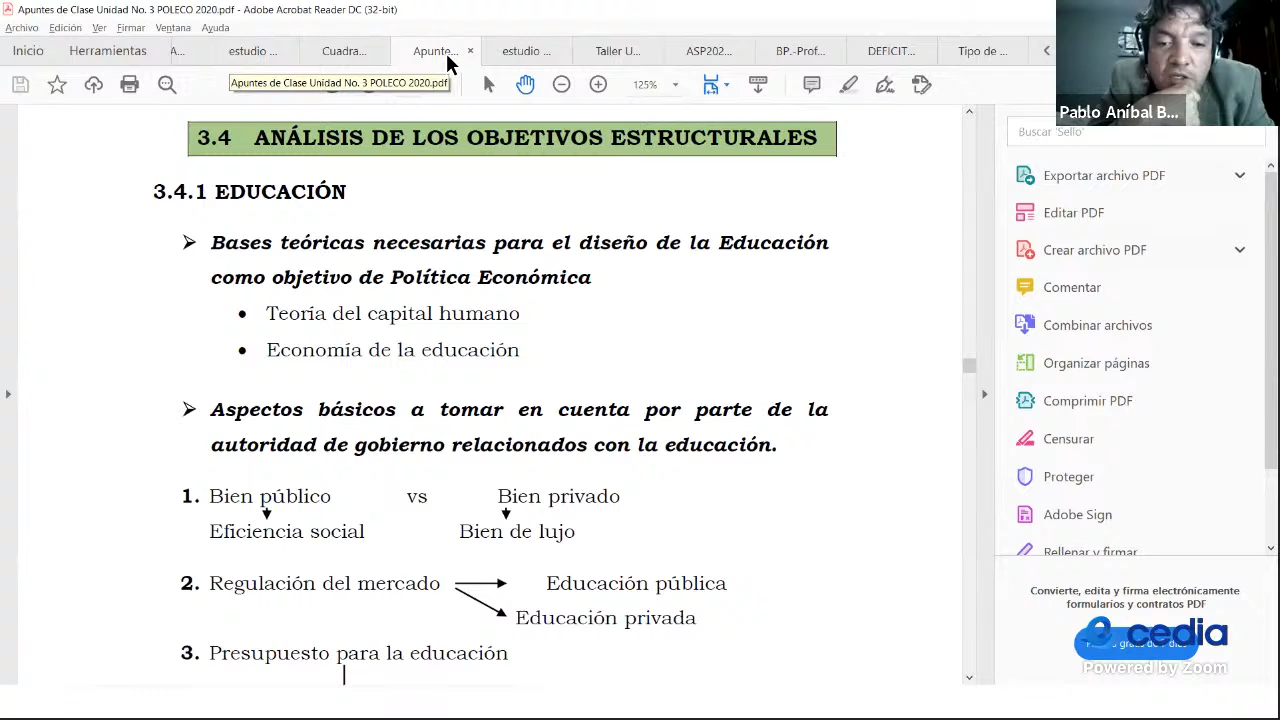 Apuntes de Clase Unidad No. 3 POLECO 2020.pdf - Adobe Acrobat Reader DC (32-bit)
Archivo Edición Ver Firmar Ventana Ayuda
Inicio Herramientas A... estudio ... Cuadra... Apunte... × estudio ... Taller U... ASP202... BP.-Prof... DEFICIT... Tipo de ...
Apuntes de Clase Unidad No. 3 POLECO 2020.pdf
125%
Pablo Aníbal B...
3.4 ANÁLISIS DE LOS OBJETIVOS ESTRUCTURALES
3.4.1 EDUCACIÓN
Bases teóricas necesarias para el diseño de la Educación
como objetivo de Política Económica
• Teoría del capital humano
• Economía de la educación
Aspectos básicos a tomar en cuenta por parte de la
autoridad de gobierno relacionados con la educación.
1. Bien público vs Bien privado
Eficiencia social Bien de lujo
2. Regulación del mercado Educación pública
Educación privada
3. Presupuesto para la educación
Buscar 'Sello'
Exportar archivo PDF
Editar PDF
Crear archivo PDF
Comentar
Combinar archivos
Organizar páginas
Comprimir PDF
Censurar
Proteger
Adobe Sign
Rellenar y firmar
Convierte, edita y firma electrónicamente
formularios y contratos PDF
cedia
Powered by Zoom